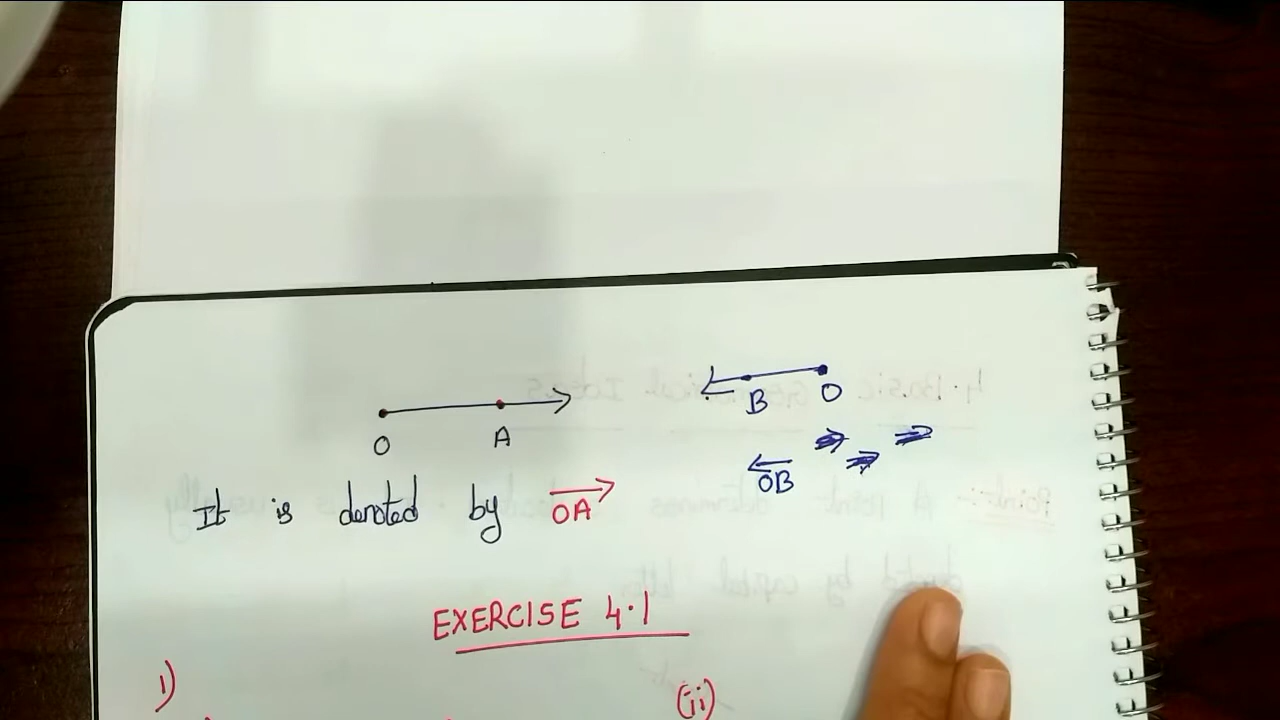 O A
B O
OB
It is denoted by OA
EXERCISE 4.1
1)
(ii)